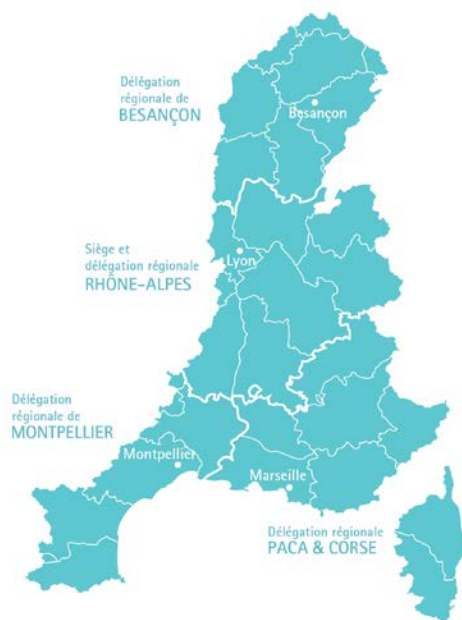 Délégation
régionale de
BESANÇON
Besançon
Siège et
délégation régionale
RHÔNE-ALPES
Lyon
Délégation
régionale de
MONTPELLIER
Montpellier
Marseille
Délégation régionale
PACA & CORSE